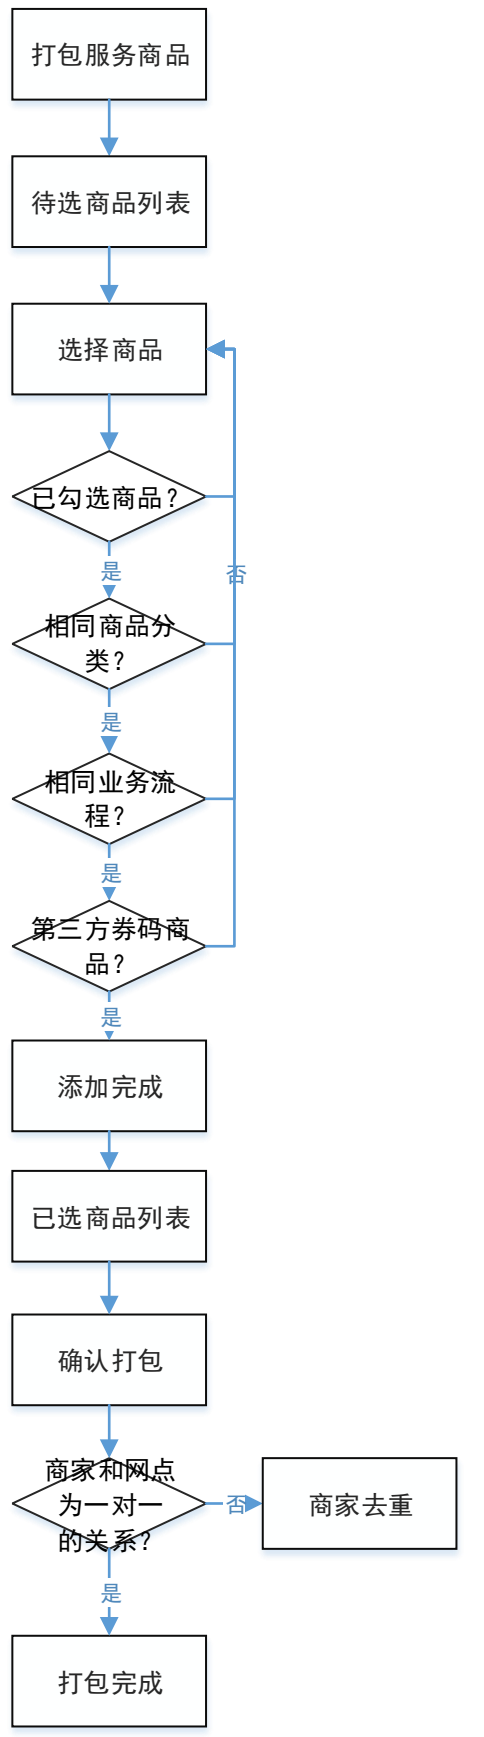 打包服务商品
待选商品列表
选择商品
已勾选商品？
是
否
相同商品分
类？
是
相同业务流
程？
是
第三方券码商
品？
是
添加完成
已选商品列表
确认打包
商家和网点
为一对一
的关系？
否
商家去重
是
打包完成